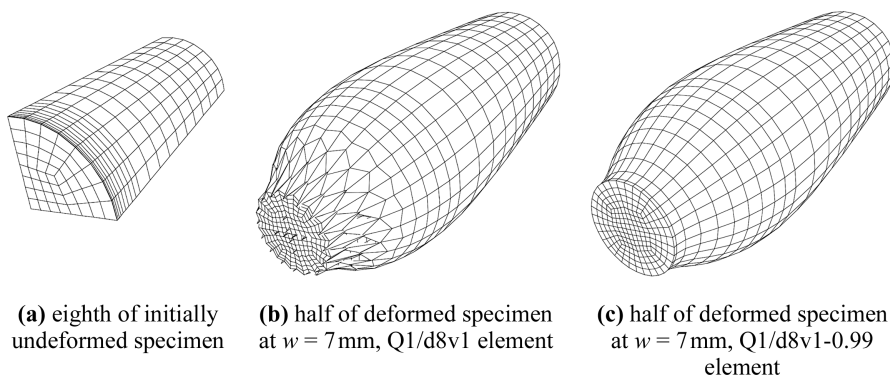 (a) eighth of initially
undeformed specimen
(b) half of deformed specimen
at w = 7 mm, Q1/d8v1 element
(c) half of deformed specimen
at w = 7 mm, Q1/d8v1-0.99
element